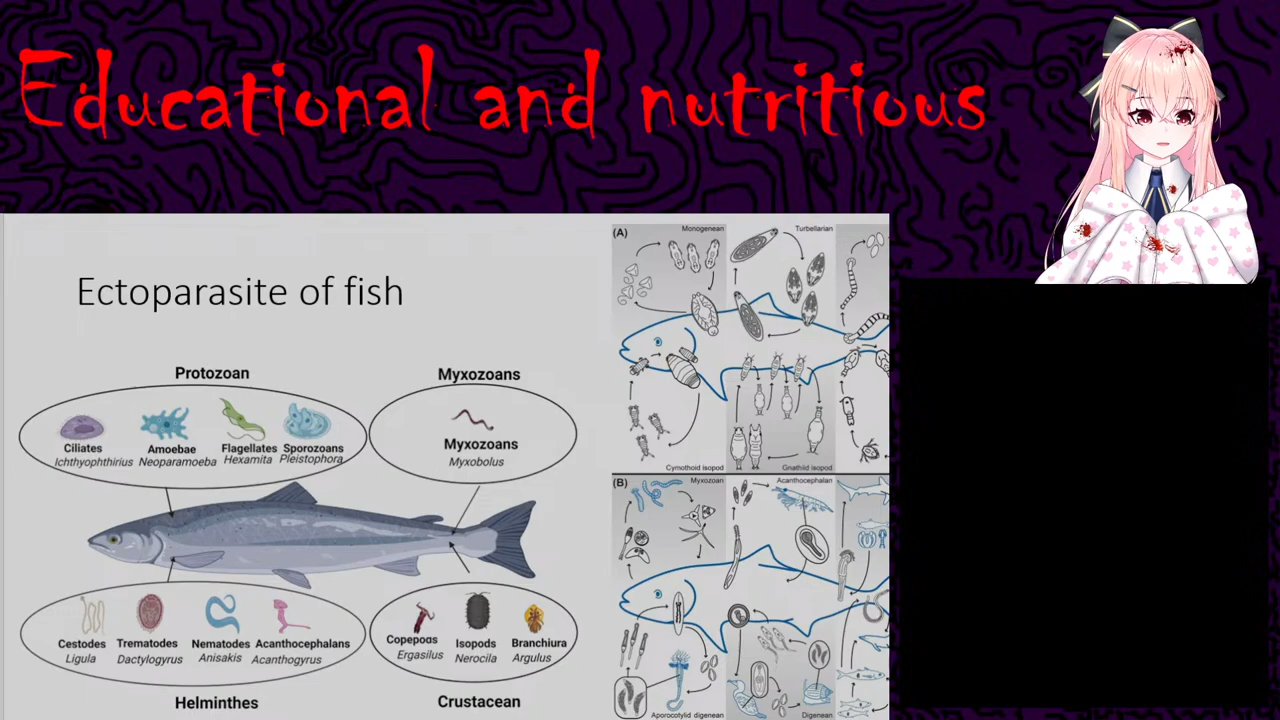 Educational and nutritious
Ectoparasite of fish
Protozoan
Ciliates
Ichthyophthirius
Amoebae
Neoparamoeba
Flagellates
Hexamita
Sporozoans
Pleistophora
Myxozoans
Myxozoans
Myxobolus
Cestodes
Ligula
Trematodes
Dactylogyrus
Nematodes
Anisakis
Acanthocephalans
Acanthogyrus
Helminthes
Copepods
Ergasilus
Isopods
Nerocila
Branchiura
Argulus
Crustacean
(A)
Monogenean
Turbellarian
Cymothoid isopod
Gnathiid isopod
(B)
Myxozoan
Acanthocephalan
Aporocotylid digenean
Digenean